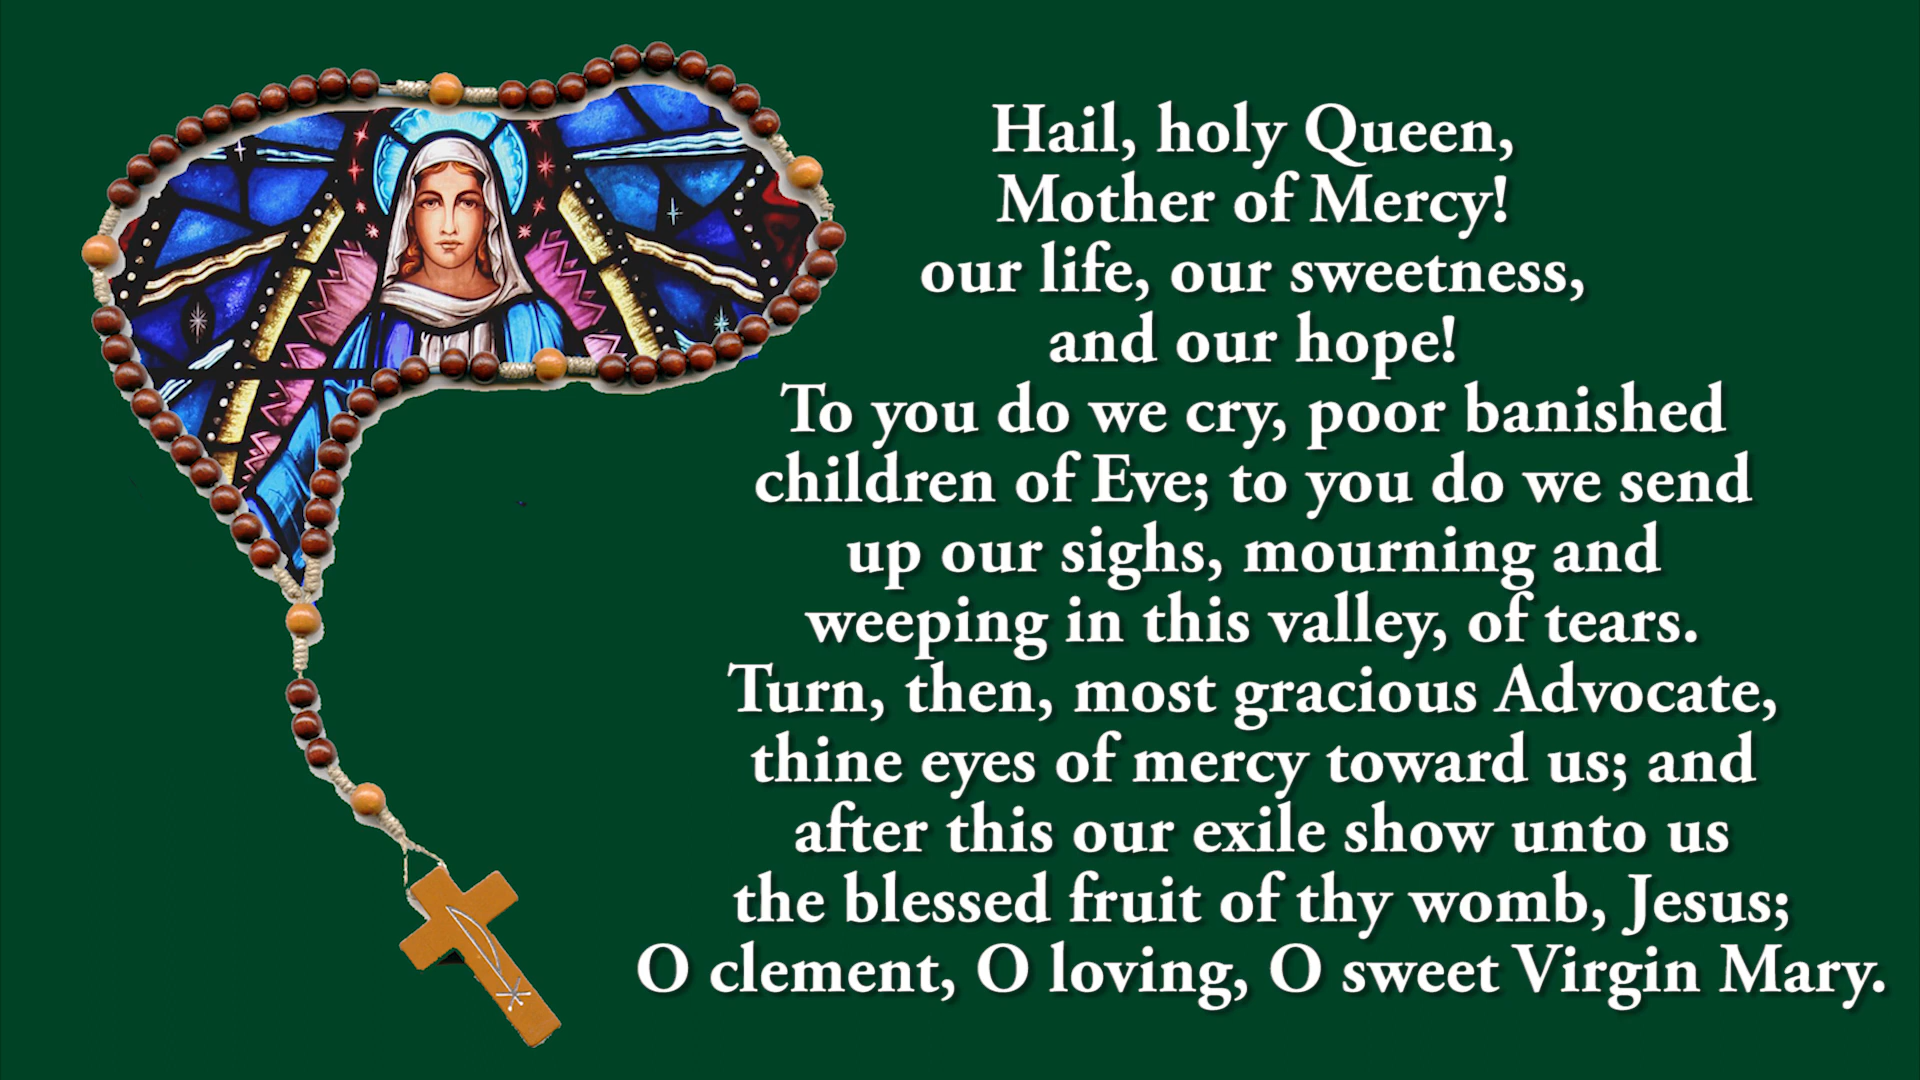 Hail, holy Queen,
Mother of Mercy!
our life, our sweetness,
and our hope!
To you do we cry, poor banished
children of Eve; to you do we send
up our sighs, mourning and
weeping in this valley, of tears.
Turn, then, most gracious Advocate,
thine eyes of mercy toward us; and
after this our exile show unto us
the blessed fruit of thy womb, Jesus;
O clement, O loving, O sweet Virgin Mary.